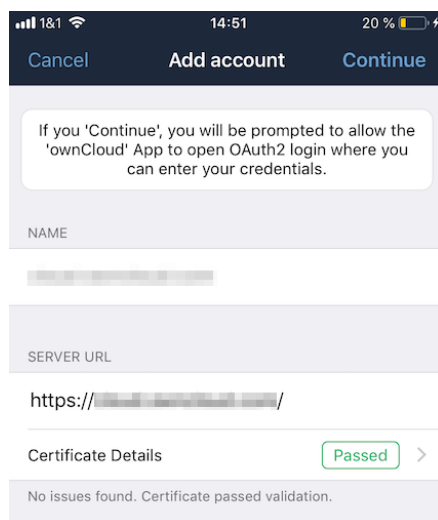 1&1 14:51 20 %
Cancel Add account Continue
If you 'Continue', you will be prompted to allow the
'ownCloud' App to open OAuth2 login where you
can enter your credentials.
NAME
SERVER URL
https:// /
Certificate Details Passed
No issues found. Certificate passed validation.